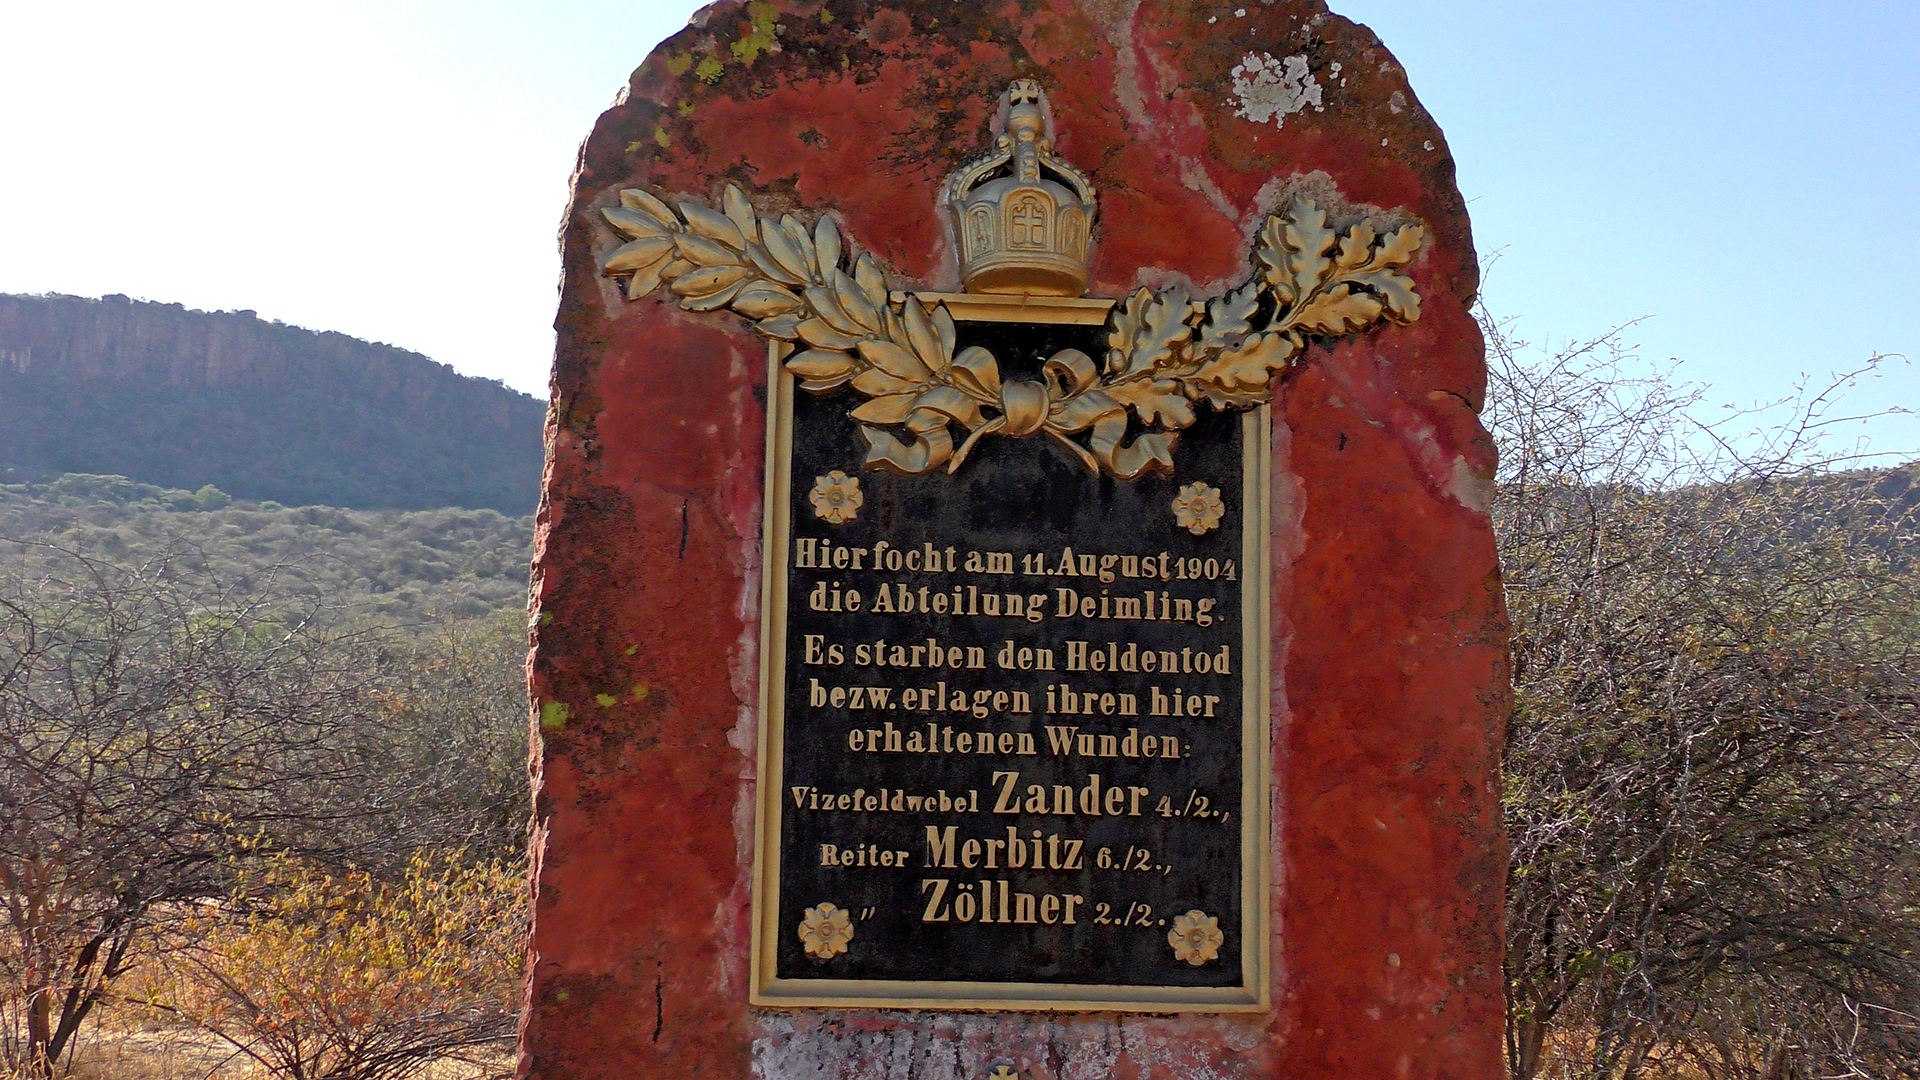 Hier focht am 11. August 1904
die Abteilung Deimling.
Es starben den Heldentod
bezw. erlagen ihren hier
erhaltenen Wunden:
Vizefeldwebel Zander 4./2.,
Reiter Merbitz 6./2.,
" Zöllner 2./2.